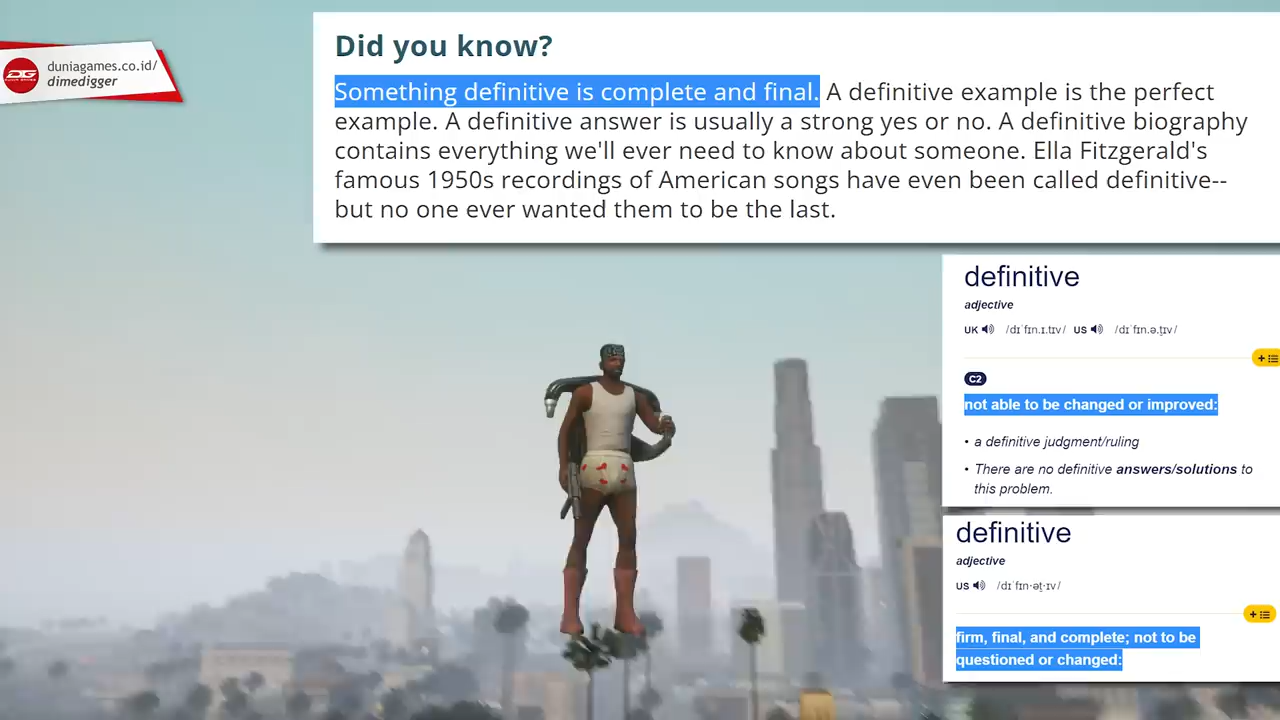 duniagames.co.id/
dimedigger
Did you know?
Something definitive is complete and final. A definitive example is the perfect
example. A definitive answer is usually a strong yes or no. A definitive biography
contains everything we'll ever need to know about someone. Ella Fitzgerald's
famous 1950s recordings of American songs have even been called definitive--
but no one ever wanted them to be the last.
definitive
adjective
UK /dɪˈfɪn.ɪ.tɪv/ US /dɪˈfɪn.ə.t̬ɪv/
C2
not able to be changed or improved:
• a definitive judgment/ruling
• There are no definitive answers/solutions to
this problem.
definitive
adjective
US /dɪˈfɪn·ət̬·ɪv/
firm, final, and complete; not to be
questioned or changed: